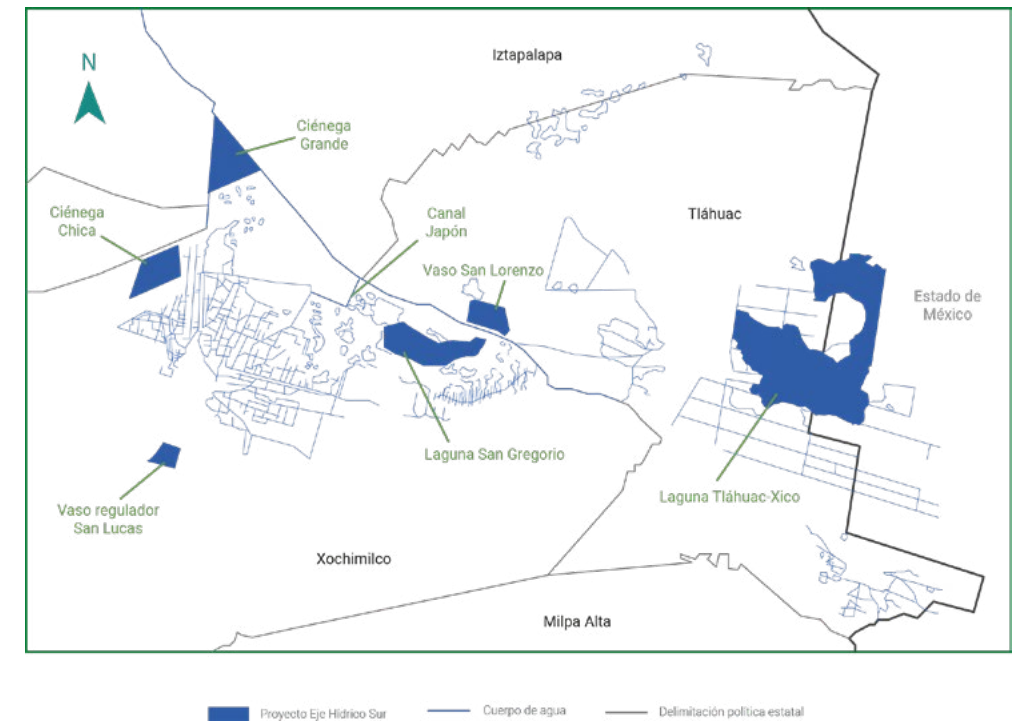 Iztapalapa
N
Ciénega
Grande
Ciénega
Chica
Canal
Japón
Tláhuac
Vaso San Lorenzo
Estado de
México
Laguna San Gregorio
Laguna Tláhuac-Xico
Vaso regulador
San Lucas
Xochimilco
Milpa Alta
Proyecto Eje Hídrico Sur
Cuerpo de agua
Delimitación política estatal